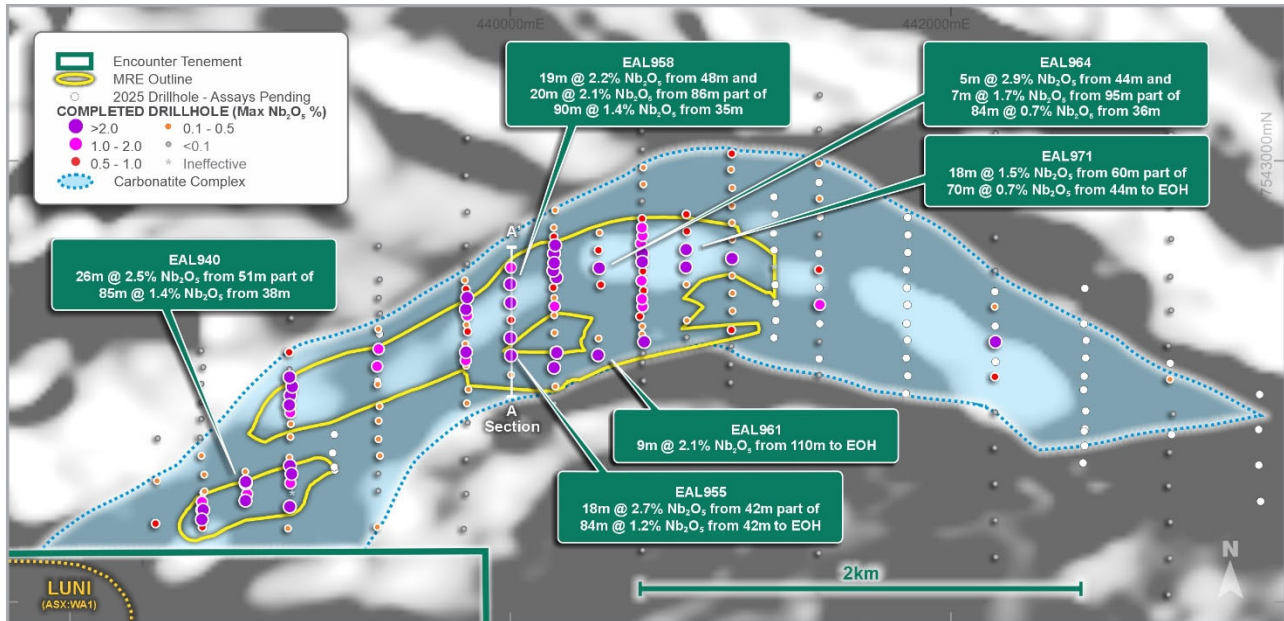 440000mE
442000mE
7543000mN
Encounter Tenement
MRE Outline
2025 Drillhole - Assays Pending
COMPLETED DRILLHOLE (Max Nb₂O₅ %)
>2.0
0.1 - 0.5
1.0 - 2.0
<0.1
0.5 - 1.0
* Ineffective
Carbonatite Complex
EAL958
19m @ 2.2% Nb₂O₅ from 48m and
20m @ 2.1% Nb₂O₅ from 86m part of
90m @ 1.4% Nb₂O₅ from 35m
EAL964
5m @ 2.9% Nb₂O₅ from 44m and
7m @ 1.7% Nb₂O₅ from 95m part of
84m @ 0.7% Nb₂O₅ from 36m
EAL971
18m @ 1.5% Nb₂O₅ from 60m part of
70m @ 0.7% Nb₂O₅ from 44m to EOH
EAL940
26m @ 2.5% Nb₂O₅ from 51m part of
85m @ 1.4% Nb₂O₅ from 38m
A'
A
Section
EAL961
9m @ 2.1% Nb₂O₅ from 110m to EOH
EAL955
18m @ 2.7% Nb₂O₅ from 42m part of
84m @ 1.2% Nb₂O₅ from 42m to EOH
LUNI
(ASX:WA1)
2km
N